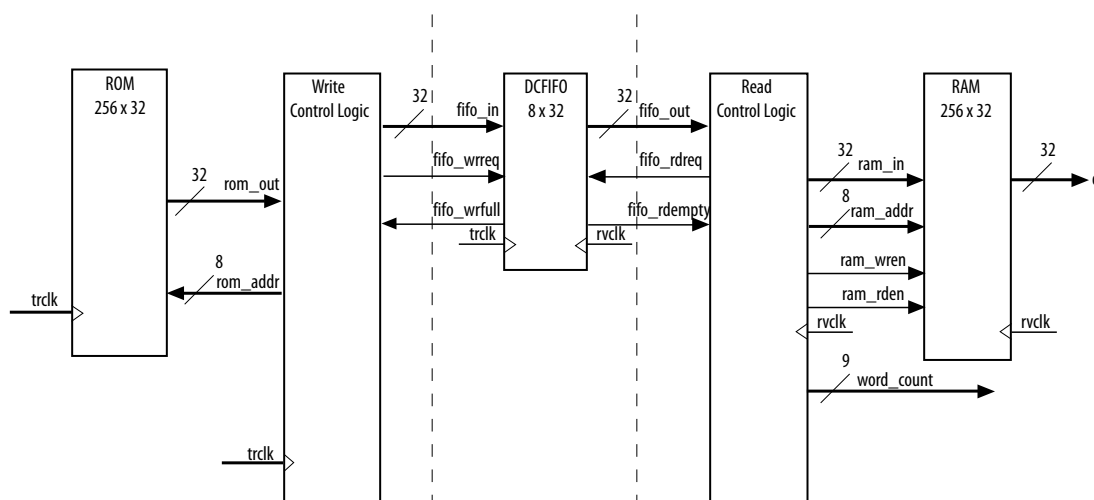 ROM
256 x 32
Write
Control Logic
DCFIFO
8 x 32
Read
Control Logic
RAM
256 x 32
32
fifo_in
32
fifo_out
fifo_wrreq
fifo_rdreq
32
ram_in
32
32
rom_out
8
ram_addr
fifo_wrfull
fifo_rdempty
trclk
rvclk
8
rom_addr
ram_wren
ram_rden
trclk
rvclk
rvclk
9
word_count
trclk